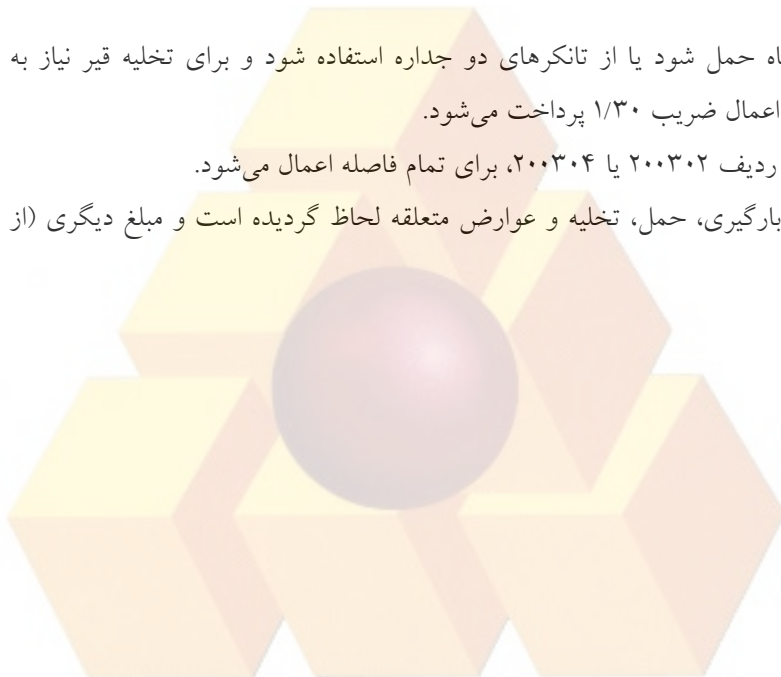 حمل شود یا از تانکرهای دو جداره استفاده شود و برای تخلیه قیر نیاز به
اعمال ضریب ۱/۳۰ پرداخت می‌شود.
ردیف ۲۰۰۳۰۲ یا ۲۰۰۳۰۴، برای تمام فاصله اعمال می‌شود.
بارگیری، حمل، تخلیه و عوارض متعلقه لحاظ گردیده است و مبلغ دیگری (از